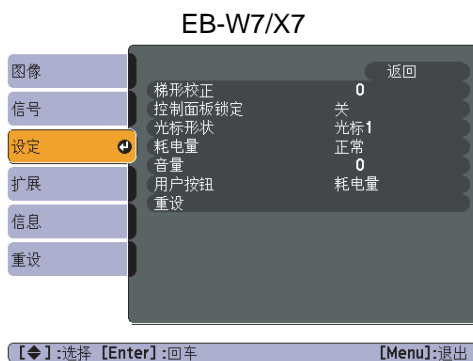 EB-W7/X7
图像
信号
设定
扩展
信息
重设
返回
梯形校正 0
控制面板锁定 关
光标形状 光标1
耗电量 正常
音量 0
用户按钮 耗电量
重设
[◆]:选择 [Enter]:回车 [Menu]:退出